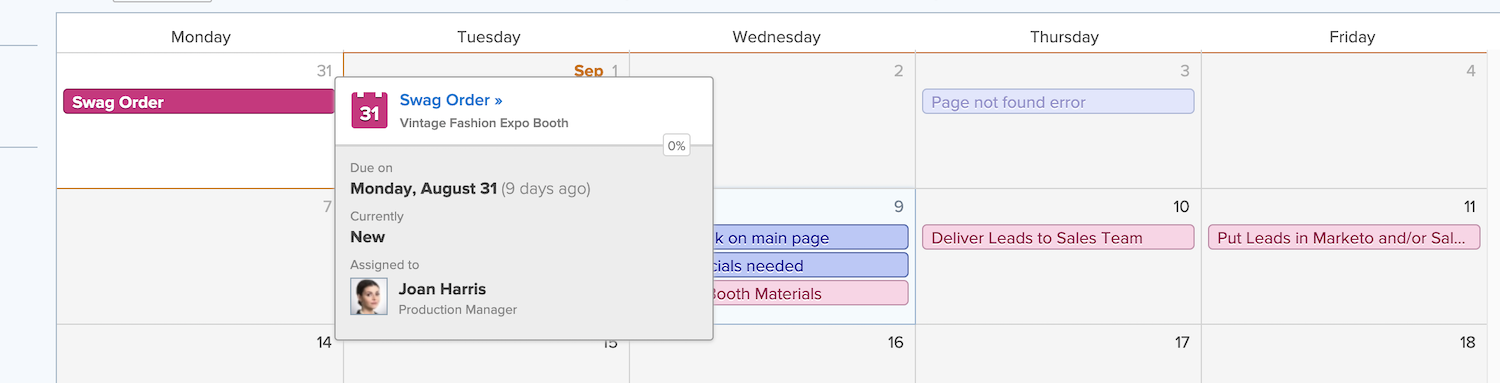 Monday Tuesday Wednesday Thursday Friday
31 Sep 1 2 3 4
Swag Order
Page not found error
31
Swag Order »
Vintage Fashion Expo Booth
0%
Due on
Monday, August 31 (9 days ago)
Currently
New
Assigned to
Joan Harris
Production Manager
7 9 10 11
on main page
needed
Materials
Deliver Leads to Sales Team
Put Leads in Marketo and/or Sal...
14 15 16 17 18